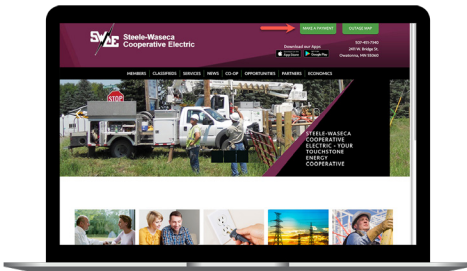 MAKE A PAYMENT
OUTAGE MAP
SWCE
Steele-Waseca
Cooperative Electric
Download our Apps
App Store
Google Play
507-451-7340
2411 W. Bridge St.
Owatonna, MN 55060
MEMBERS CLASSIFIEDS SERVICES NEWS CO-OP OPPORTUNITIES PARTNERS ECONOMICS
STOP
STEELE-WASECA
COOPERATIVE
ELECTRIC - YOUR
TOUCHSTONE
ENERGY
COOPERATIVE